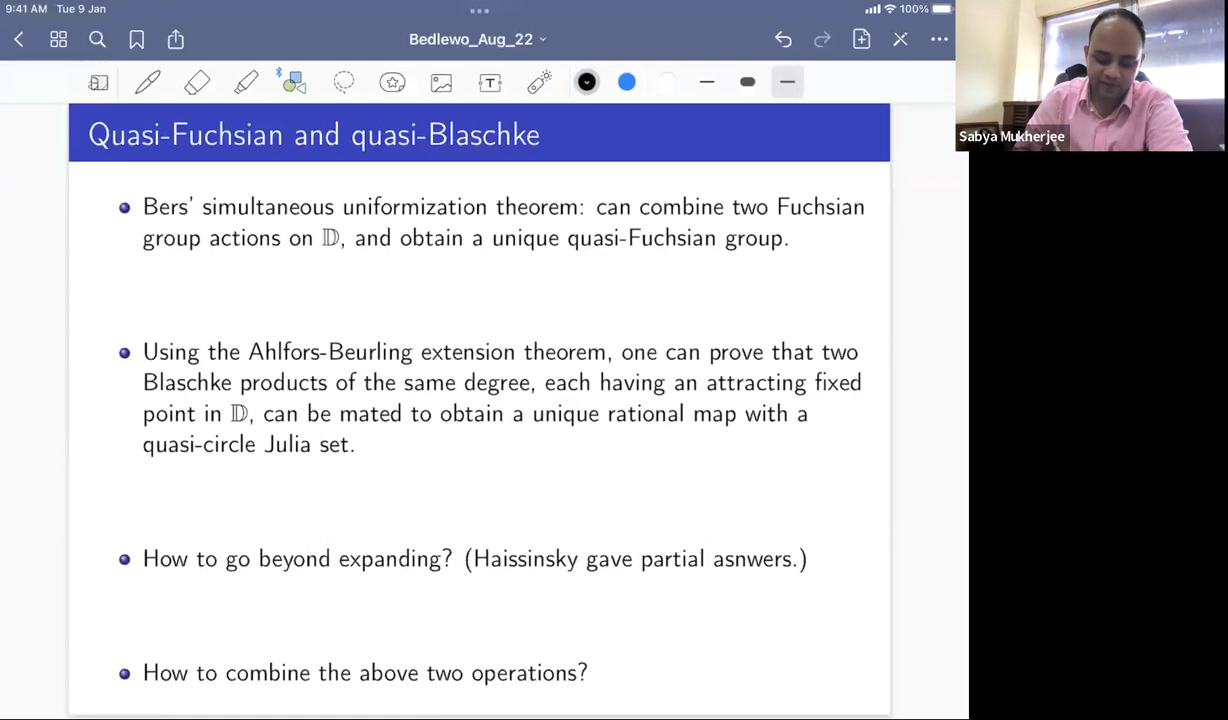 9:41 AM Tue 9 Jan
100%
Bedlewo_Aug_22
T
Sabya Mukherjee
Quasi-Fuchsian and quasi-Blaschke
Bers' simultaneous uniformization theorem: can combine two Fuchsian
group actions on 𝔻, and obtain a unique quasi-Fuchsian group.
Using the Ahlfors-Beurling extension theorem, one can prove that two
Blaschke products of the same degree, each having an attracting fixed
point in 𝔻, can be mated to obtain a unique rational map with a
quasi-circle Julia set.
How to go beyond expanding? (Haissinsky gave partial asnwers.)
How to combine the above two operations?